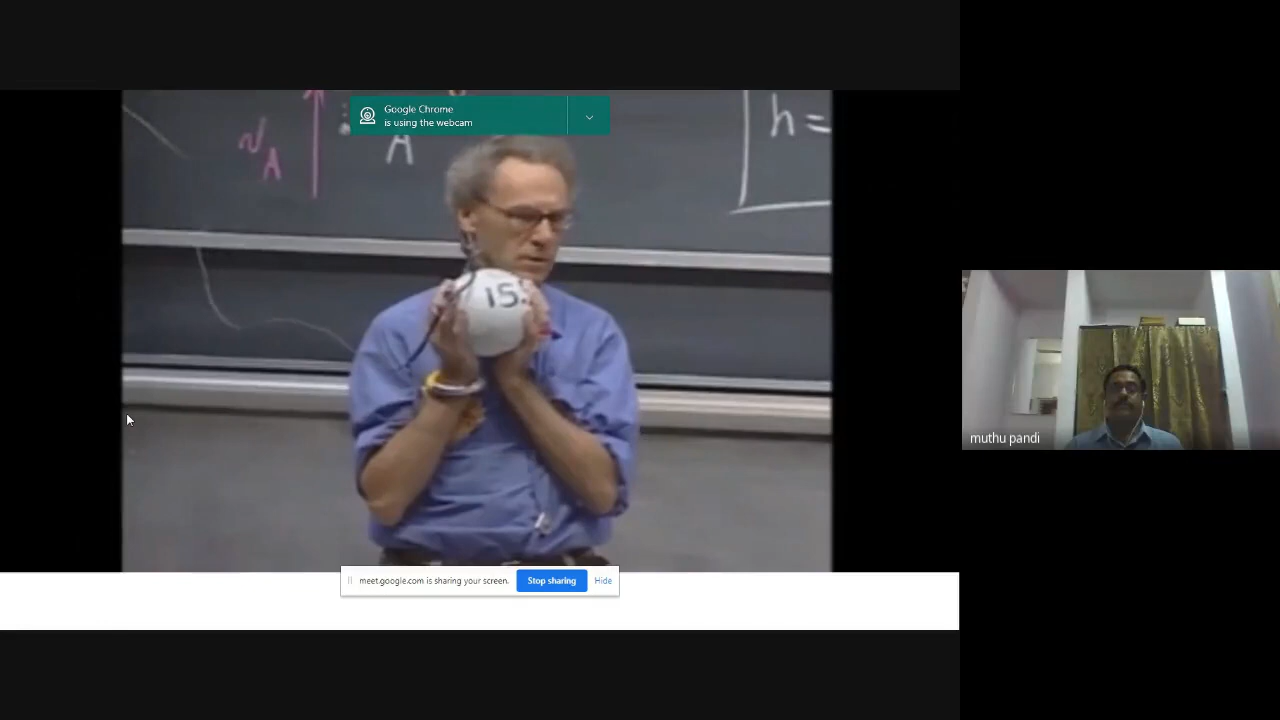 Google Chrome
is using the webcam
h=
A
A
15
muthu pandi
meet.google.com is sharing your screen.
Stop sharing
Hide